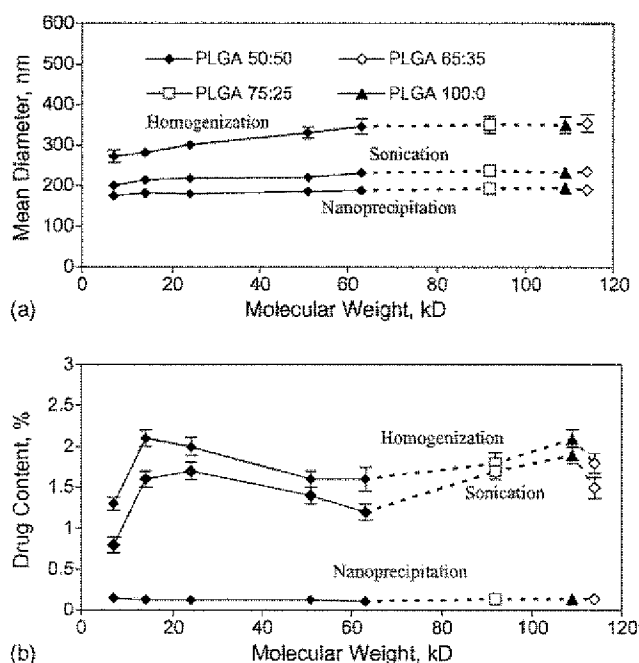 600
500
400
300
200
100
0
Mean Diameter, nm
PLGA 50:50
PLGA 65:35
PLGA 75:25
PLGA 100:0
Homogenization
Sonication
Nanoprecipitation
0 20 40 60 80 100 120
Molecular Weight, kD
(a)
3
2.5
2
1.5
1
0.5
0
Drug Content, %
Homogenization
Sonication
Nanoprecipitation
0 20 40 60 80 100 120
Molecular Weight, kD
(b)